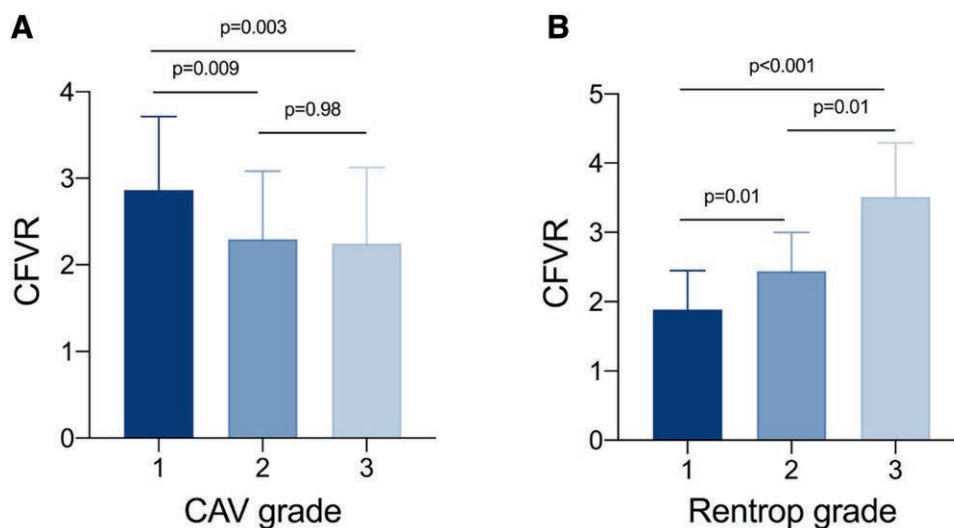 A
p=0.003
p=0.009
p=0.98
4
3
2
1
0
CFVR
1 2 3
CAV grade
B
p<0.001
p=0.01
p=0.01
5
4
3
2
1
0
CFVR
1 2 3
Rentrop grade